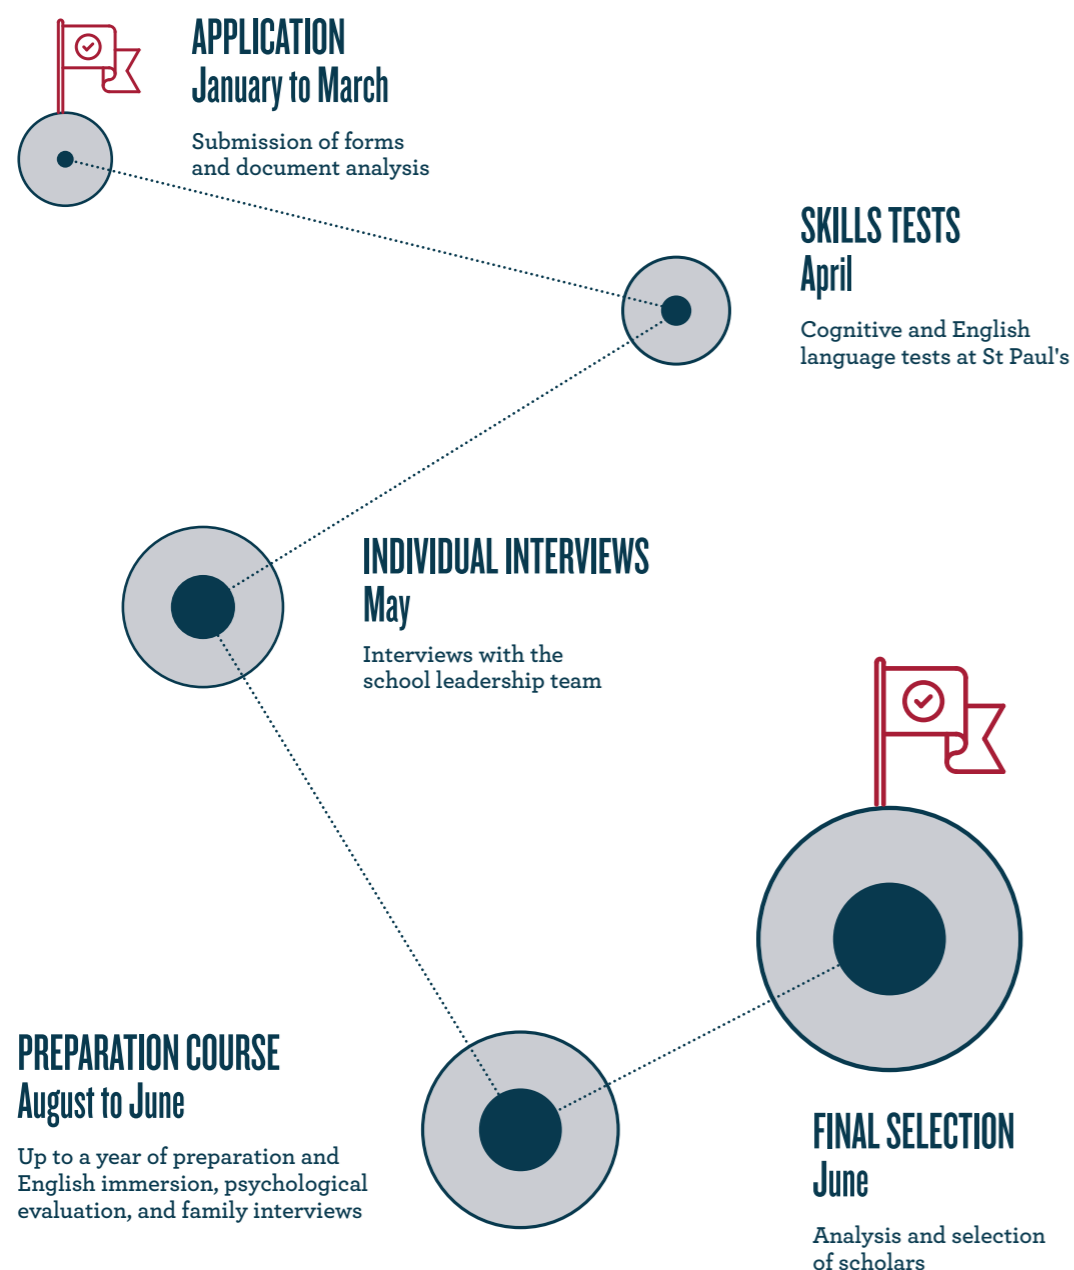 APPLICATION
January to March
Submission of forms
and document analysis
SKILLS TESTS
April
Cognitive and English
language tests at St Paul's
INDIVIDUAL INTERVIEWS
May
Interviews with the
school leadership team
PREPARATION COURSE
August to June
Up to a year of preparation and
English immersion, psychological
evaluation, and family interviews
FINAL SELECTION
June
Analysis and selection
of scholars